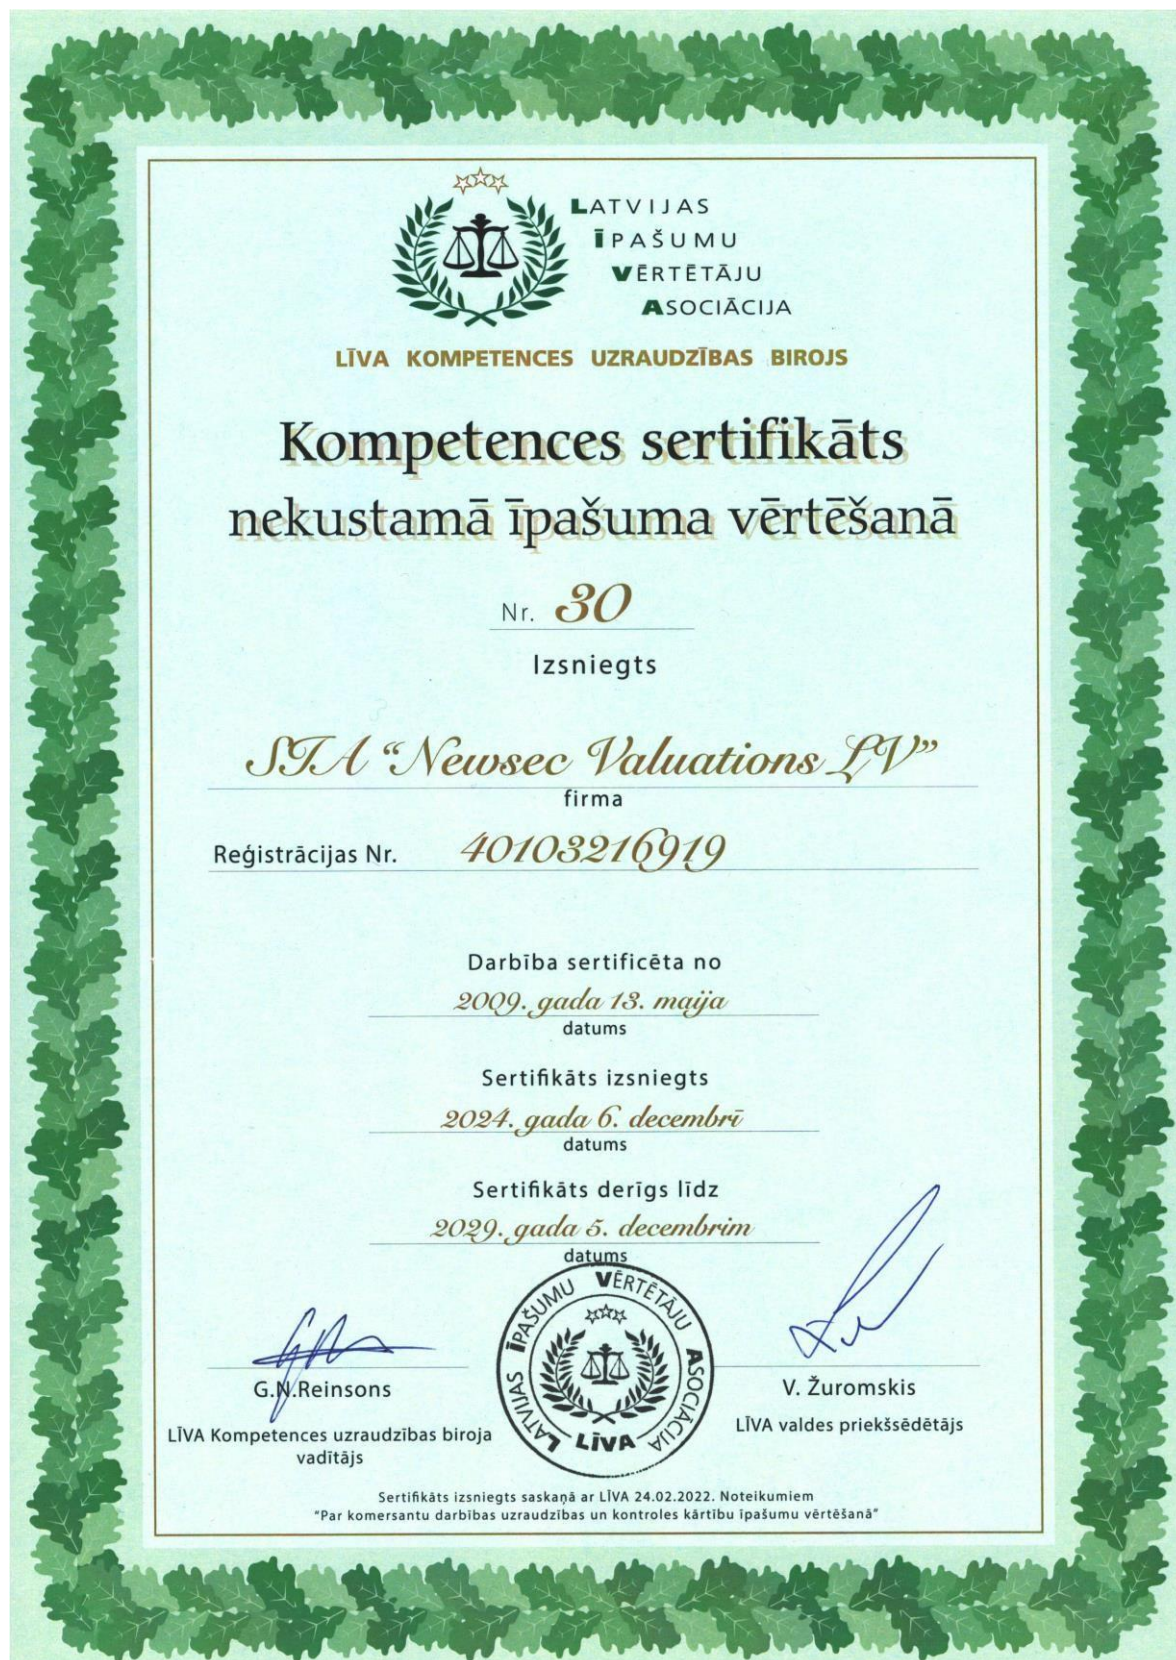 LATVIJAS
ĪPAŠUMU
VĒRTĒTĀJU
ASOCIĀCIJA
LĪVA KOMPETENCES UZRAUDZĪBAS BIROJS
Kompetences sertifikāts
nekustamā īpašuma vērtēšanā
Nr. 30
Izsniegts
SIA “Newsec Valuations LV”
firma
Reģistrācijas Nr. 40103216919
Darbība sertificēta no
2009. gada 13. maija
datums
Sertifikāts izsniegts
2024. gada 6. decembrī
datums
Sertifikāts derīgs līdz
2029. gada 5. decembrim
datums
LATVIJAS ĪPAŠUMU VĒRTĒTĀJU ASOCIĀCIJA
LĪVA
G.N.Reinsons
LĪVA Kompetences uzraudzības biroja
vadītājs
V. Žuromskis
LĪVA valdes priekšsēdētājs
Sertifikāts izsniegts saskaņā ar LĪVA 24.02.2022. Noteikumiem
"Par komersantu darbības uzraudzības un kontroles kārtību īpašumu vērtēšanā"